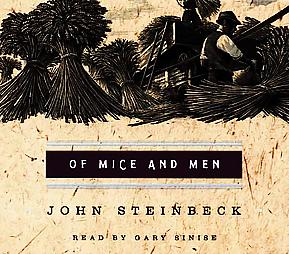 OF MICE AND MEN
JOHN STEINBECK
READ BY GARY SINISE